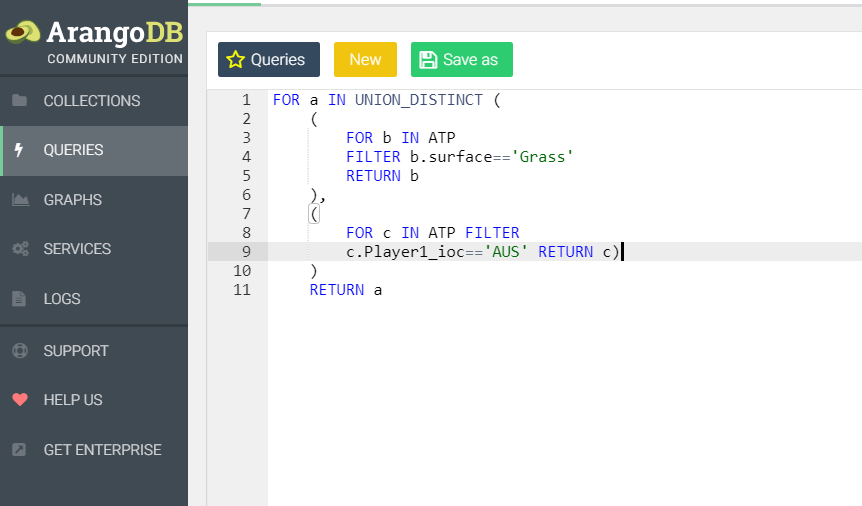 ArangoDB
COMMUNITY EDITION
COLLECTIONS
QUERIES
GRAPHS
SERVICES
LOGS
SUPPORT
HELP US
GET ENTERPRISE
Queries
New
Save as
1 FOR a IN UNION_DISTINCT (
2 (
3 FOR b IN ATP
4 FILTER b.surface=='Grass'
5 RETURN b
6 ),
7 (
8 FOR c IN ATP FILTER
9 c.Player1_ioc=='AUS' RETURN c)
10 )
11 RETURN a